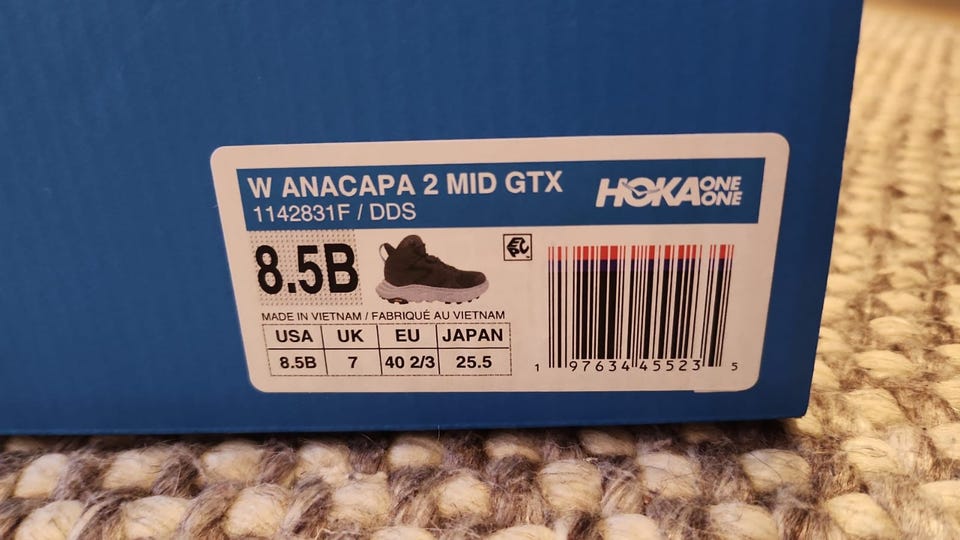 W ANACAPA 2 MID GTX
1142831F / DDS
HOKA ONE ONE
8.5B
EPC
MADE IN VIETNAM / FABRIQUÉ AU VIETNAM
USA UK EU JAPAN
8.5B 7 40 2/3 25.5
1 97634 45523 5